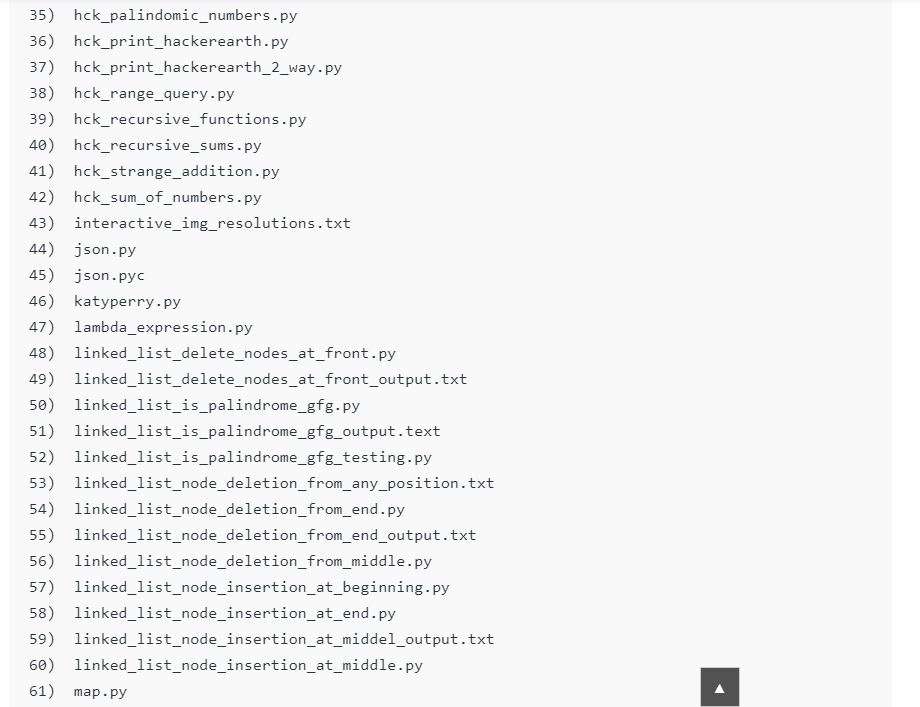 35) hck_palindomic_numbers.py
36) hck_print_hackerearth.py
37) hck_print_hackerearth_2_way.py
38) hck_range_query.py
39) hck_recursive_functions.py
40) hck_recursive_sums.py
41) hck_strange_addition.py
42) hck_sum_of_numbers.py
43) interactive_img_resolutions.txt
44) json.py
45) json.pyc
46) katyperry.py
47) lambda_expression.py
48) linked_list_delete_nodes_at_front.py
49) linked_list_delete_nodes_at_front_output.txt
50) linked_list_is_palindrome_gfg.py
51) linked_list_is_palindrome_gfg_output.text
52) linked_list_is_palindrome_gfg_testing.py
53) linked_list_node_deletion_from_any_position.txt
54) linked_list_node_deletion_from_end.py
55) linked_list_node_deletion_from_end_output.txt
56) linked_list_node_deletion_from_middle.py
57) linked_list_node_insertion_at_beginning.py
58) linked_list_node_insertion_at_end.py
59) linked_list_node_insertion_at_middel_output.txt
60) linked_list_node_insertion_at_middle.py
61) map.py